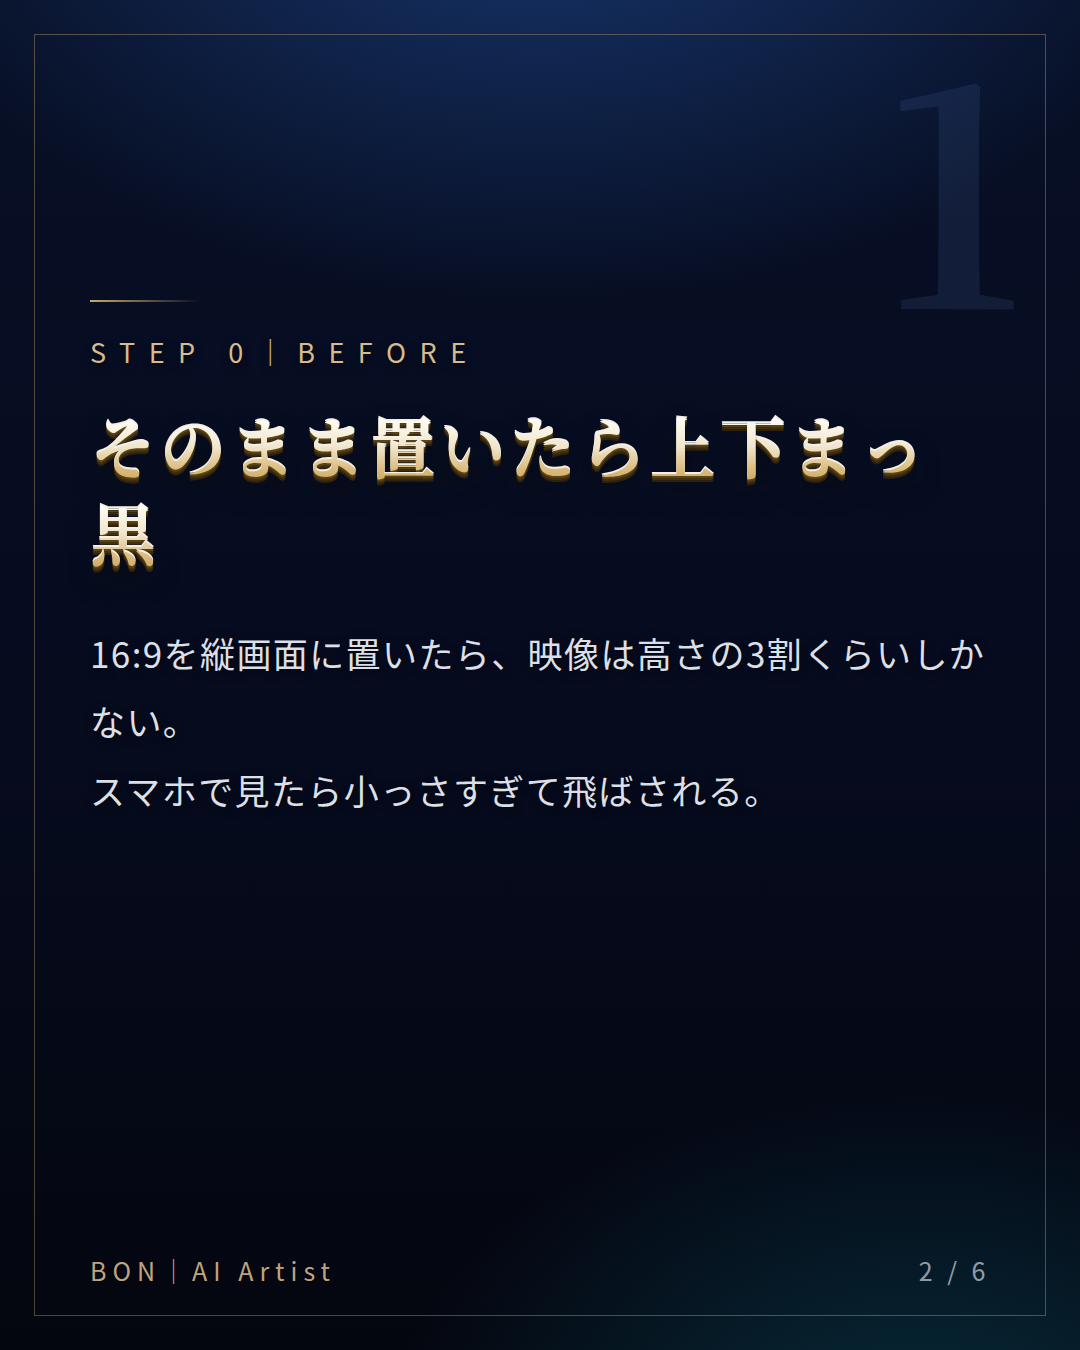 1
STEP 0｜BEFORE
そのまま置いたら上下まっ
黒
16:9を縦画面に置いたら、映像は高さの3割くらいしか
ない。
スマホで見たら小っさすぎて飛ばされる。
BON｜AI Artist
2 / 6